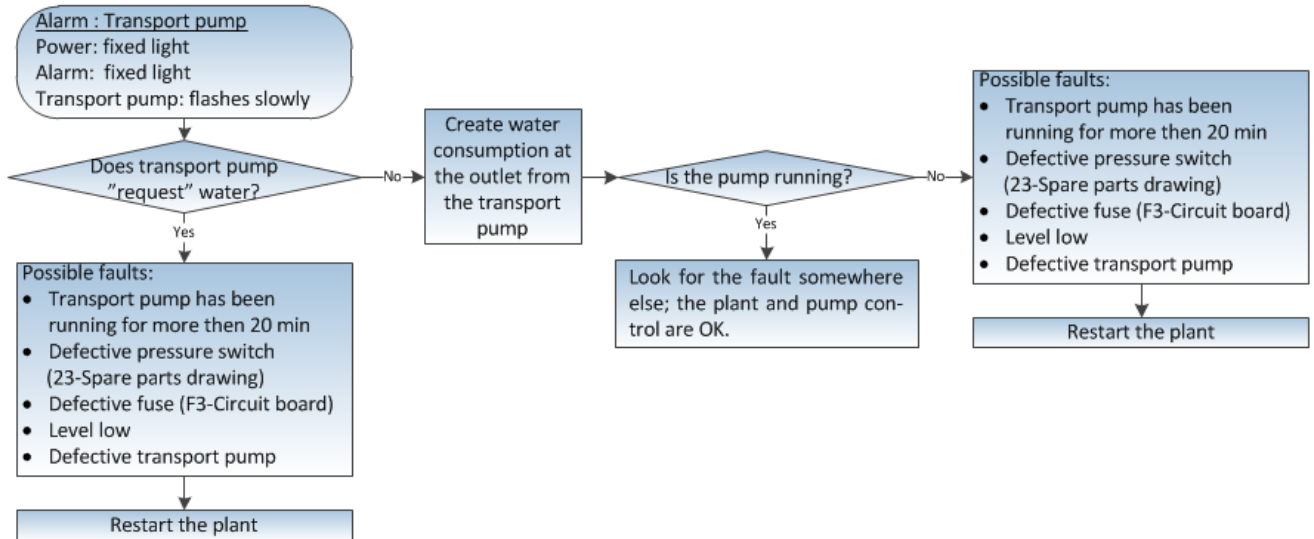 Alarm : Transport pump
Power: fixed light
Alarm:  fixed light
Transport pump: flashes slowly
Does transport pump
”request” water?
No
Yes
Possible faults:
• Transport pump has been
running for more then 20 min
• Defective pressure switch
(23-Spare parts drawing)
• Defective fuse (F3-Circuit board)
• Level low
• Defective transport pump
Restart the plant
Create water
consumption at
the outlet from
the transport
pump
Is the pump running?
No
Yes
Look for the fault somewhere
else; the plant and pump con-
trol are OK.
Possible faults:
• Transport pump has been
running for more then 20 min
• Defective pressure switch
(23-Spare parts drawing)
• Defective fuse (F3-Circuit board)
• Level low
• Defective transport pump
Restart the plant